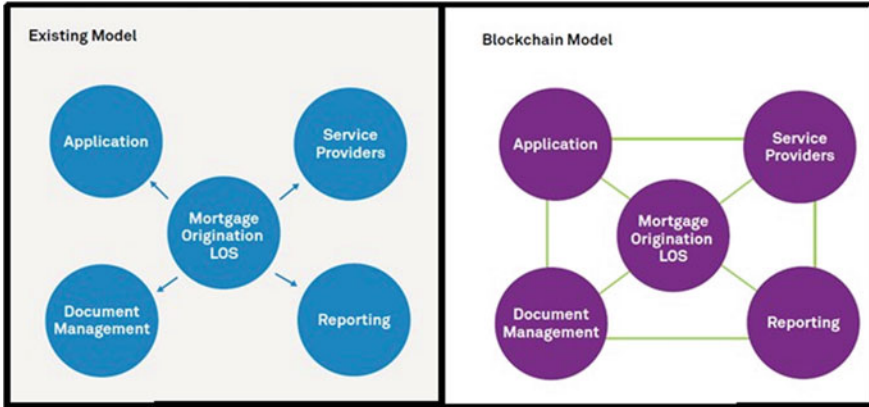 Existing Model
Application
Service
Providers
Mortgage
Origination
LOS
Document
Management
Reporting
Blockchain Model
Application
Service
Providers
Mortgage
Origination
LOS
Document
Management
Reporting